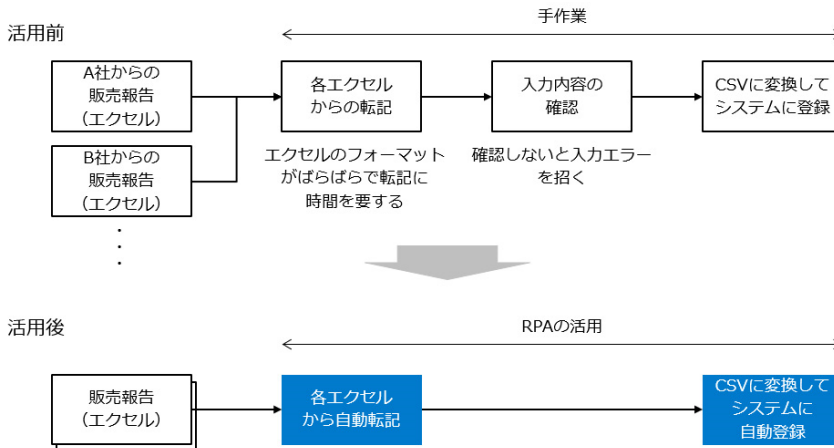 手作業
活用前
A社からの
販売報告
（エクセル）
各エクセル
からの転記
入力内容の
確認
CSVに変換して
システムに登録
B社からの
販売報告
（エクセル）
エクセルのフォーマット
がばらばらで転記に
時間を要する
確認しないと入力エラー
を招く
・
・
・
活用後
RPAの活用
販売報告
（エクセル）
各エクセル
から自動転記
CSVに変換して
システムに
自動登録